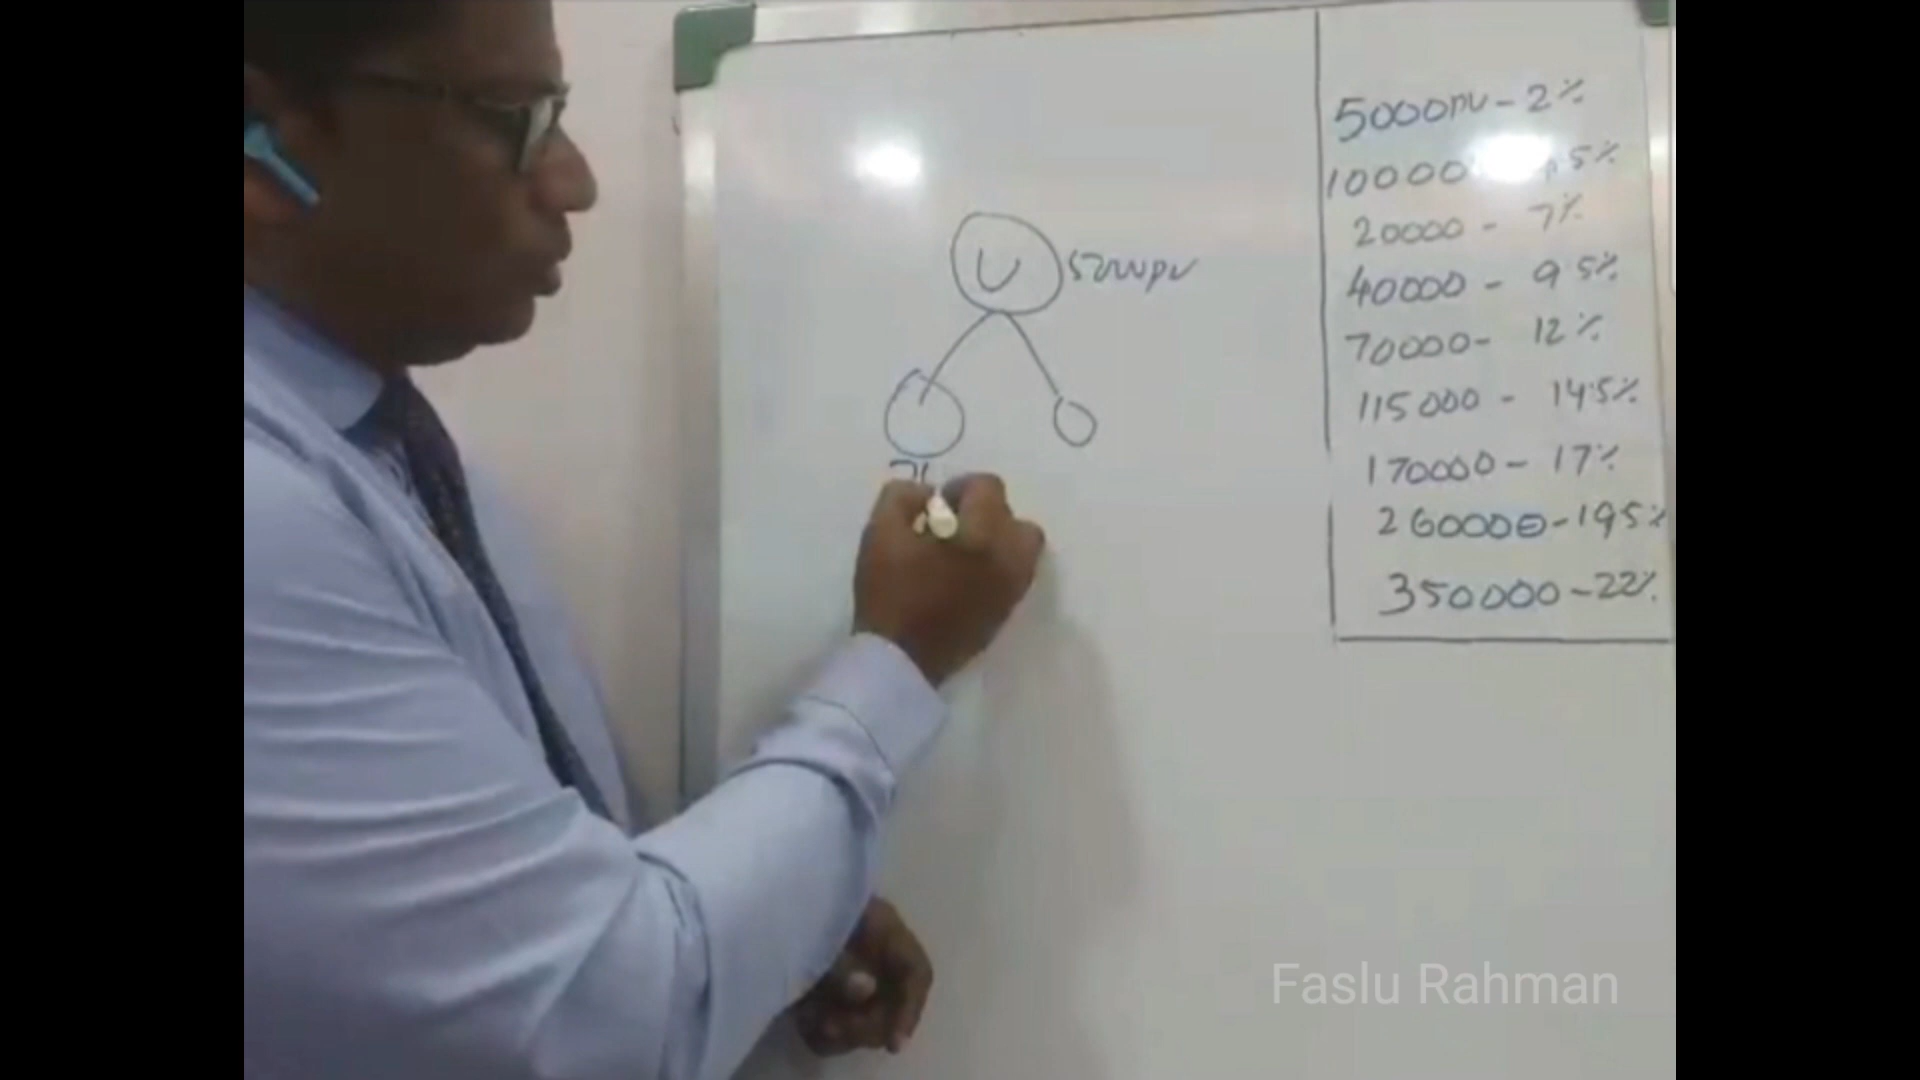 U 5000pv
5000pv - 2%
10000 4.5%
20000 - 7%
40000 - 9.5%
70000 - 12%
115000 - 14.5%
170000 - 17%
260000 - 19.5%
350000 - 22%
Faslu Rahman